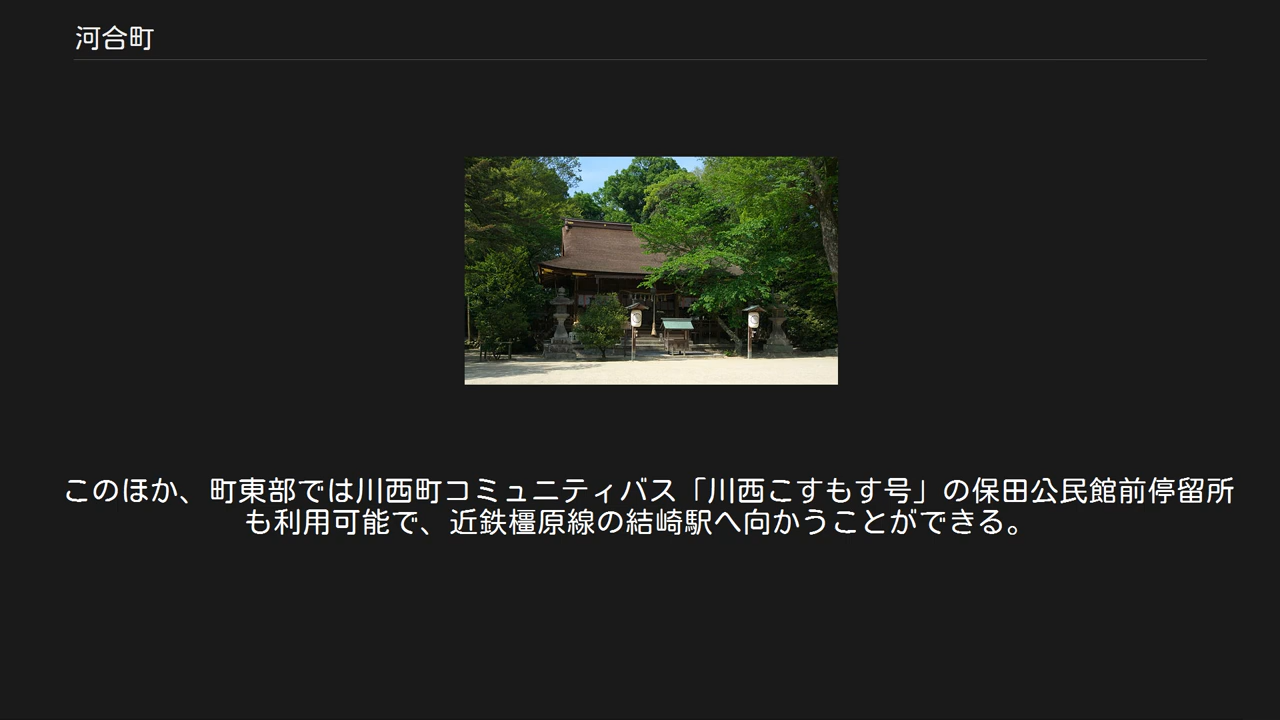 河合町
このほか、町東部では川西町コミュニティバス「川西こすもす号」の保田公民館前停留所
も利用可能で、近鉄橿原線の結崎駅へ向かうことができる。